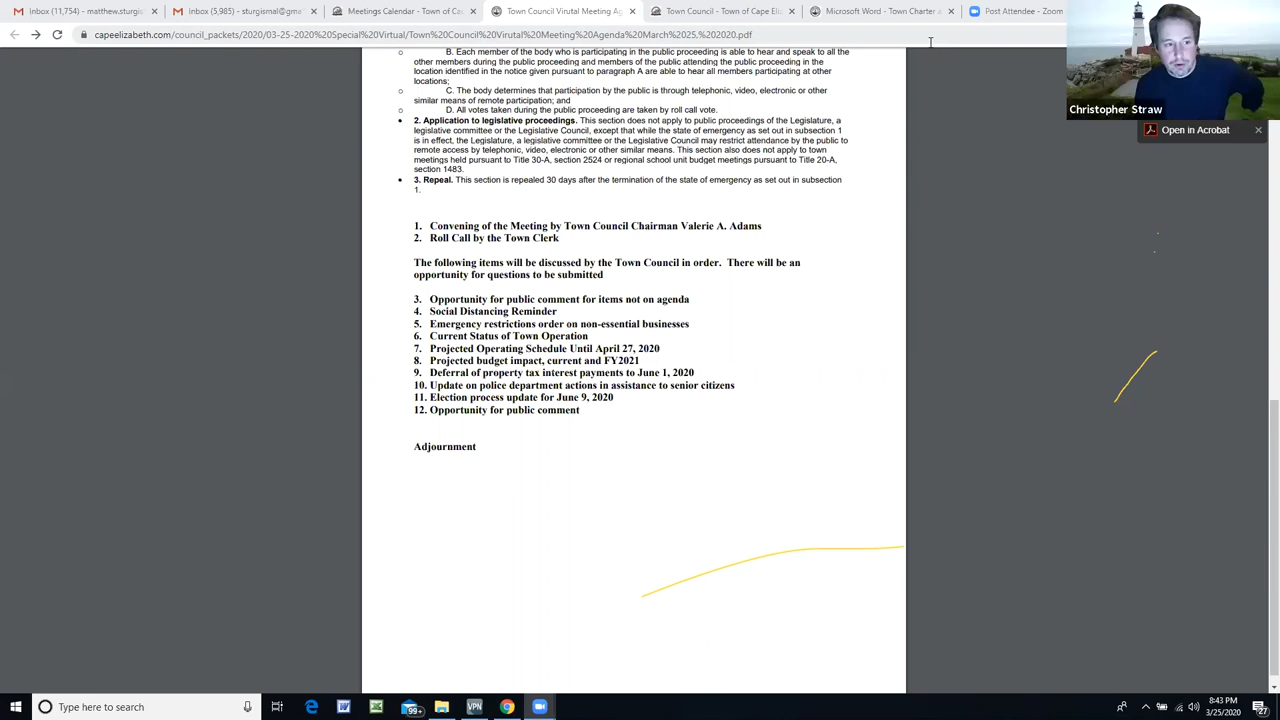 Inbox (11,754) - matthew.sturgis
Inbox (5,985) - sturgismal@gma
Meetings Calendar - Town of Ca
Town Council Virutal Meeting Ag
Town Council - Town of Cape Eliz
Microsoft Word - Town Charter a
Post Attendee - Zoom
capeelizabeth.com/council_packets/2020/03-25-2020%20Special%20Virtual/Town%20Council%20Virutal%20Meeting%20Agenda%20March%2025,%202020.pdf
Christopher Straw
Open in Acrobat
o B. Each member of the body who is participating in the public proceeding is able to hear and speak to all the
other members during the public proceeding and members of the public attending the public proceeding in the
location identified in the notice given pursuant to paragraph A are able to hear all members participating at other
locations;
o C. The body determines that participation by the public is through telephonic, video, electronic or other
similar means of remote participation; and
o D. All votes taken during the public proceeding are taken by roll call vote.
• 2. Application to legislative proceedings. This section does not apply to public proceedings of the Legislature, a
legislative committee or the Legislative Council, except that while the state of emergency as set out in subsection 1
is in effect, the Legislature, a legislative committee or the Legislative Council may restrict attendance by the public to
remote access by telephonic, video, electronic or other similar means. This section also does not apply to town
meetings held pursuant to Title 30-A, section 2524 or regional school unit budget meetings pursuant to Title 20-A,
section 1483.
• 3. Repeal. This section is repealed 30 days after the termination of the state of emergency as set out in subsection
1.
1. Convening of the Meeting by Town Council Chairman Valerie A. Adams
2. Roll Call by the Town Clerk
The following items will be discussed by the Town Council in order. There will be an
opportunity for questions to be submitted
3. Opportunity for public comment for items not on agenda
4. Social Distancing Reminder
5. Emergency restrictions order on non-essential businesses
6. Current Status of Town Operation
7. Projected Operating Schedule Until April 27, 2020
8. Projected budget impact, current and FY2021
9. Deferral of property tax interest payments to June 1, 2020
10. Update on police department actions in assistance to senior citizens
11. Election process update for June 9, 2020
12. Opportunity for public comment
Adjournment
Type here to search
99+
VPN
8:43 PM
3/25/2020
27